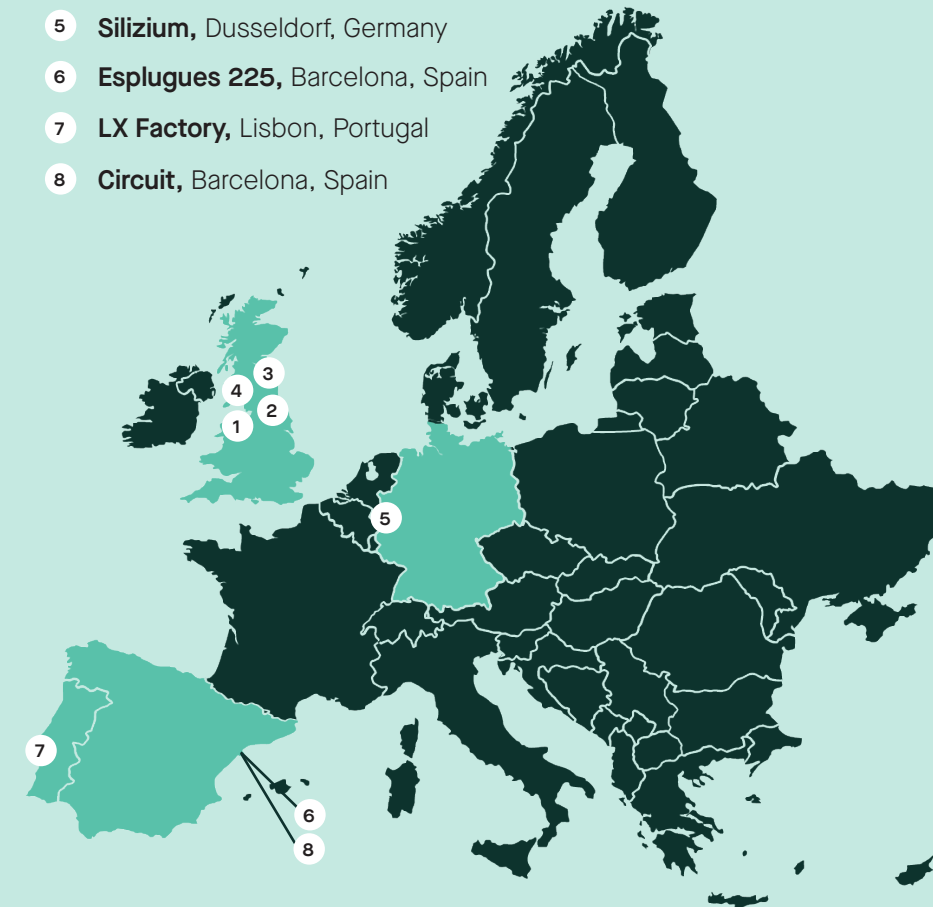 5 Silizium, Dusseldorf, Germany
6 Esplugues 225, Barcelona, Spain
7 LX Factory, Lisbon, Portugal
8 Circuit, Barcelona, Spain
3
4
2
1
5
7
6
8